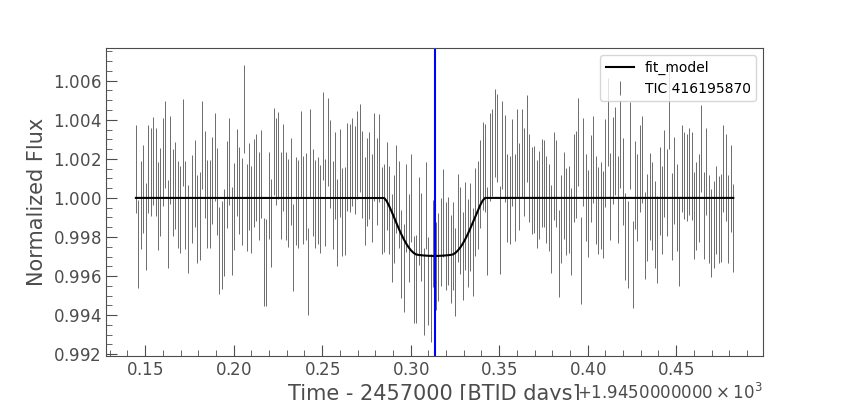 fit_model
TIC 416195870
Normalized Flux
1.006
1.004
1.002
1.000
0.998
0.996
0.994
0.992
0.15 0.20 0.25 0.30 0.35 0.40 0.45
Time - 2457000 [BTJD days]
+1.9450000000 × 10³